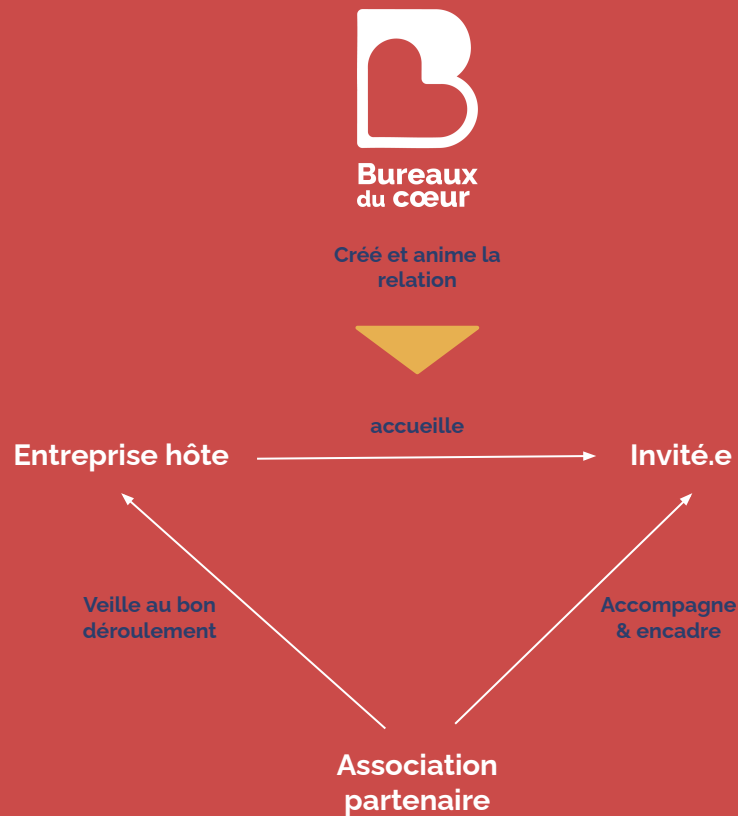 B
Bureaux
du cœur
Créé et anime la
relation
accueille
Entreprise hôte
Invité.e
Veille au bon
déroulement
Accompagne
& encadre
Association
partenaire